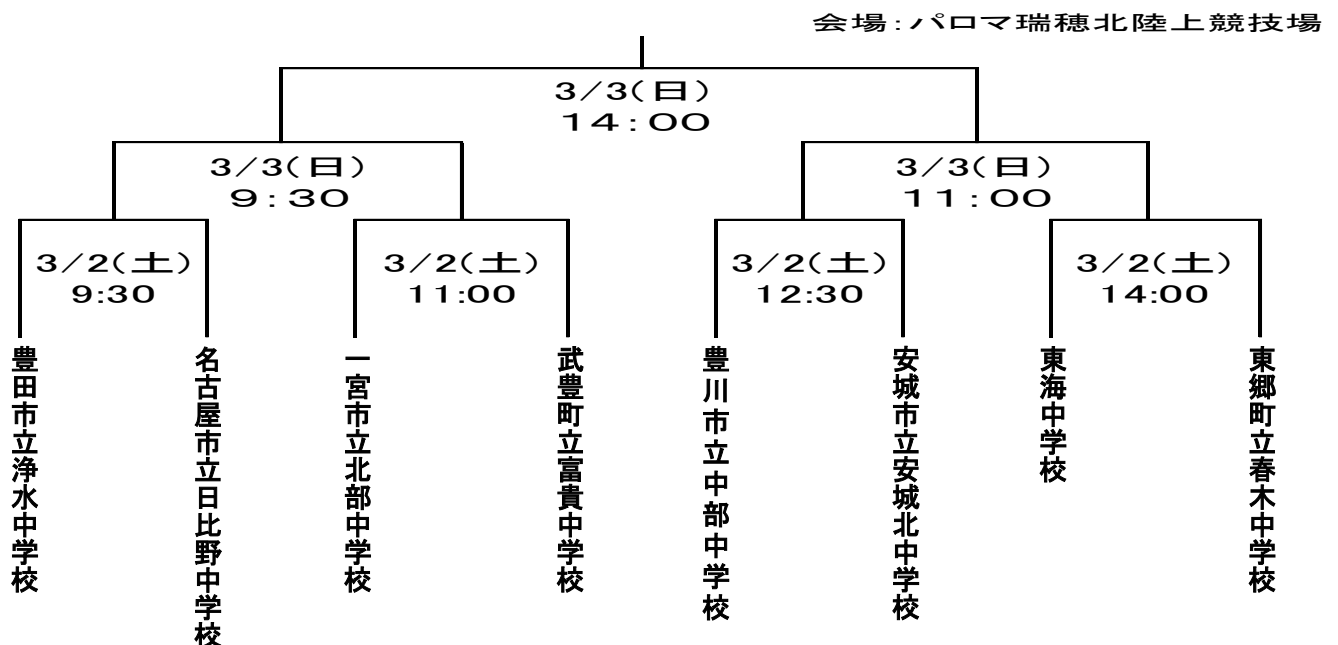 会場:パロマ瑞穂北陸上競技場
3/3(日)
14:00
3/3(日)
9:30
3/3(日)
11:00
3/2(土)
9:30
3/2(土)
11:00
3/2(土)
12:30
3/2(土)
14:00
豊田市立浄水中学校
名古屋市立日比野中学校
一宮市立北部中学校
武豊町立富貴中学校
豊川市立中部中学校
安城市立安城北中学校
東海中学校
東郷町立春木中学校